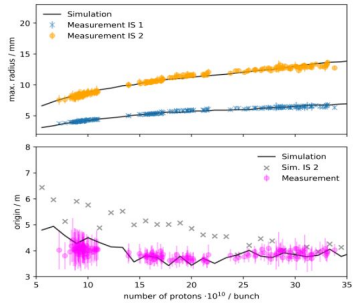 max. radius / mm
20
15
10
5
Simulation
Measurement IS 1
Measurement IS 2
origin / m
8
7
6
5
4
3
Simulation
Sim. IS 2
Measurement
5 10 15 20 25 30 35
number of protons ·10¹⁰ / bunch